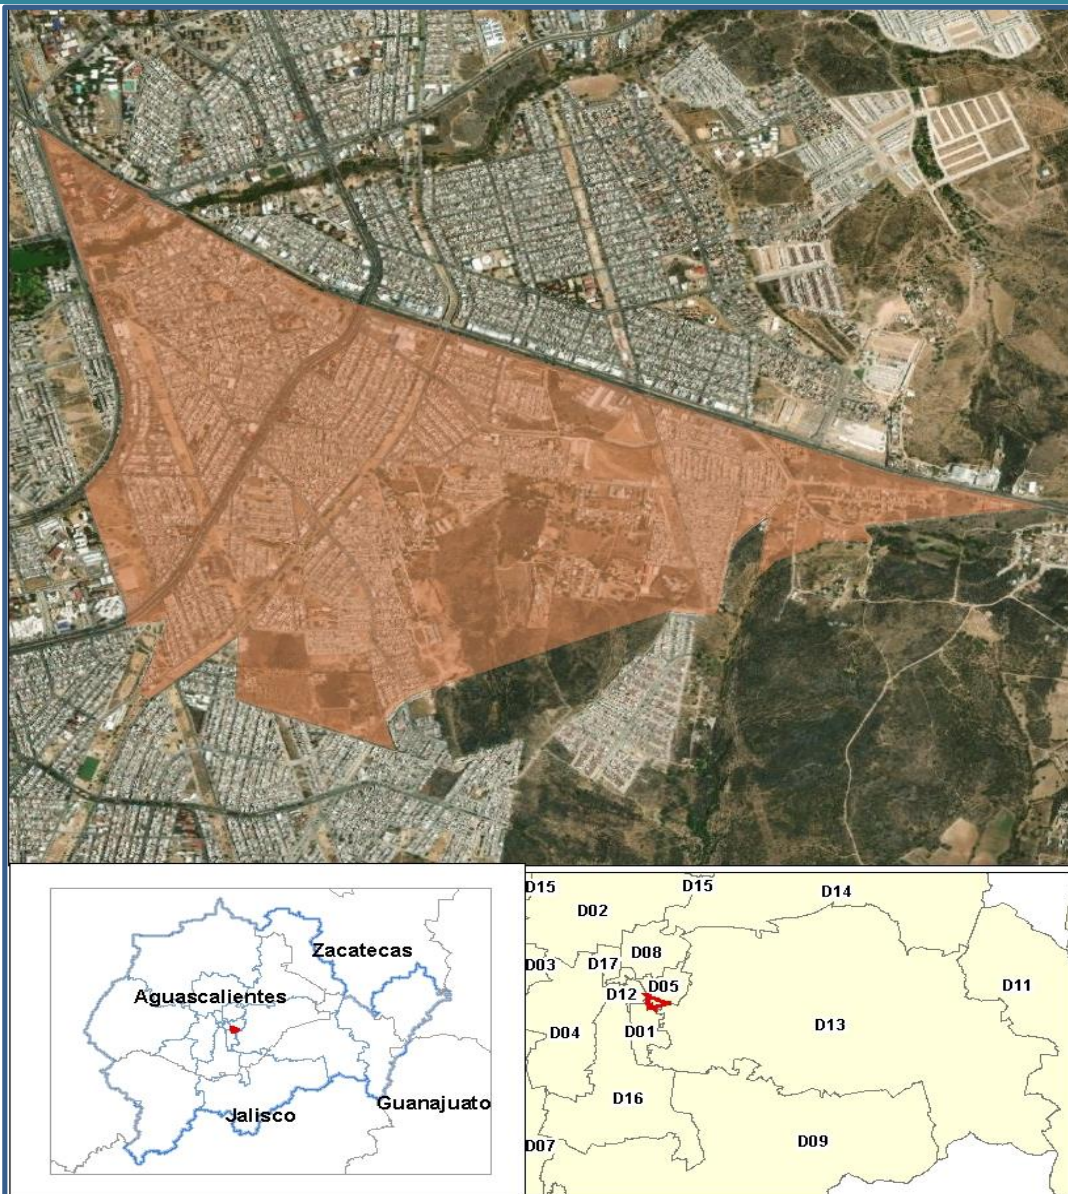 Zacatecas
Aguascalientes
Guanajuato
Jalisco
D15
D15
D14
D02
D08
D03
D17
D05
D11
D12
D13
D04
D01
D16
D07
D09